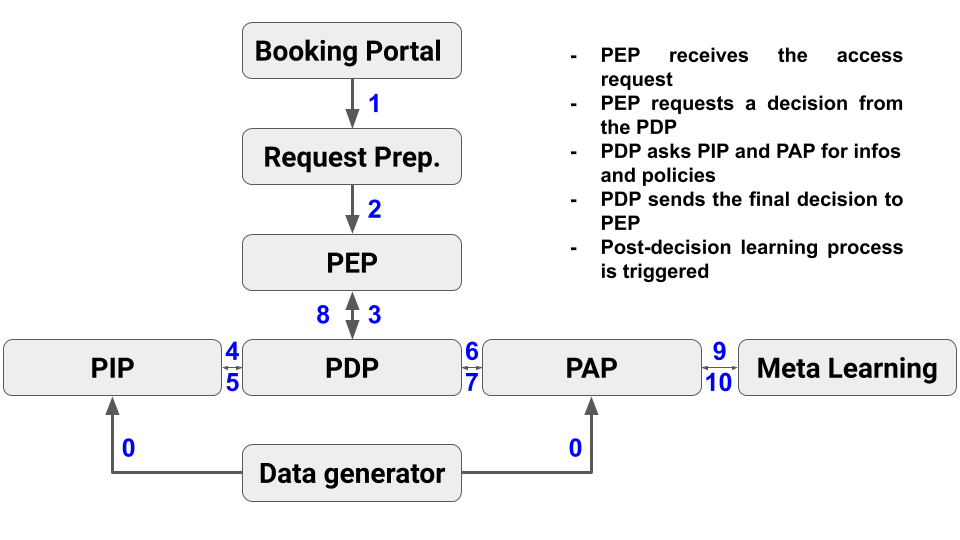 Booking Portal
1
Request Prep.
2
PEP
8 3
PIP
4
5
PDP
6
7
PAP
9
10
Meta Learning
0
0
Data generator
- PEP receives the access
request
- PEP requests a decision from
the PDP
- PDP asks PIP and PAP for infos
and policies
- PDP sends the final decision to
PEP
- Post-decision learning process
is triggered